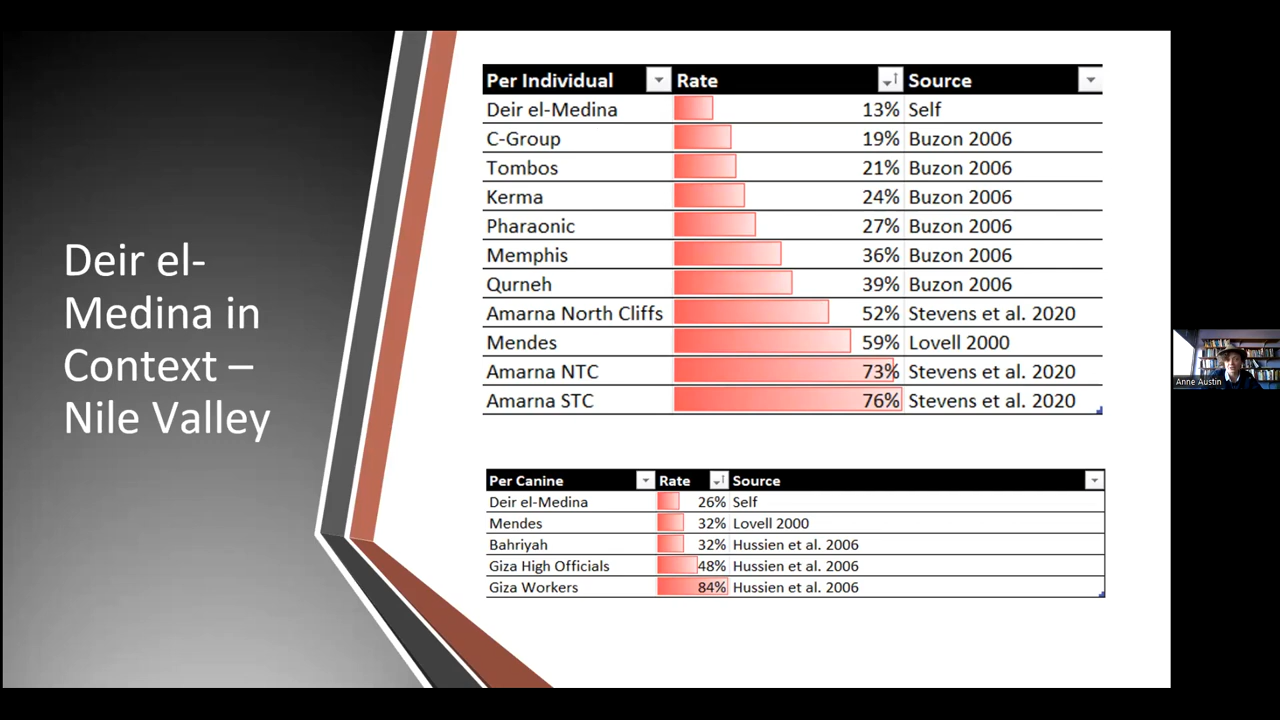 Deir el-
Medina in
Context –
Nile Valley
Per Individual Rate Source
Deir el-Medina 13% Self
C-Group 19% Buzon 2006
Tombos 21% Buzon 2006
Kerma 24% Buzon 2006
Pharaonic 27% Buzon 2006
Memphis 36% Buzon 2006
Qurneh 39% Buzon 2006
Amarna North Cliffs 52% Stevens et al. 2020
Mendes 59% Lovell 2000
Amarna NTC 73% Stevens et al. 2020
Amarna STC 76% Stevens et al. 2020
Per Canine Rate Source
Deir el-Medina 26% Self
Mendes 32% Lovell 2000
Bahriyah 32% Hussien et al. 2006
Giza High Officials 48% Hussien et al. 2006
Giza Workers 84% Hussien et al. 2006
Anne Austin